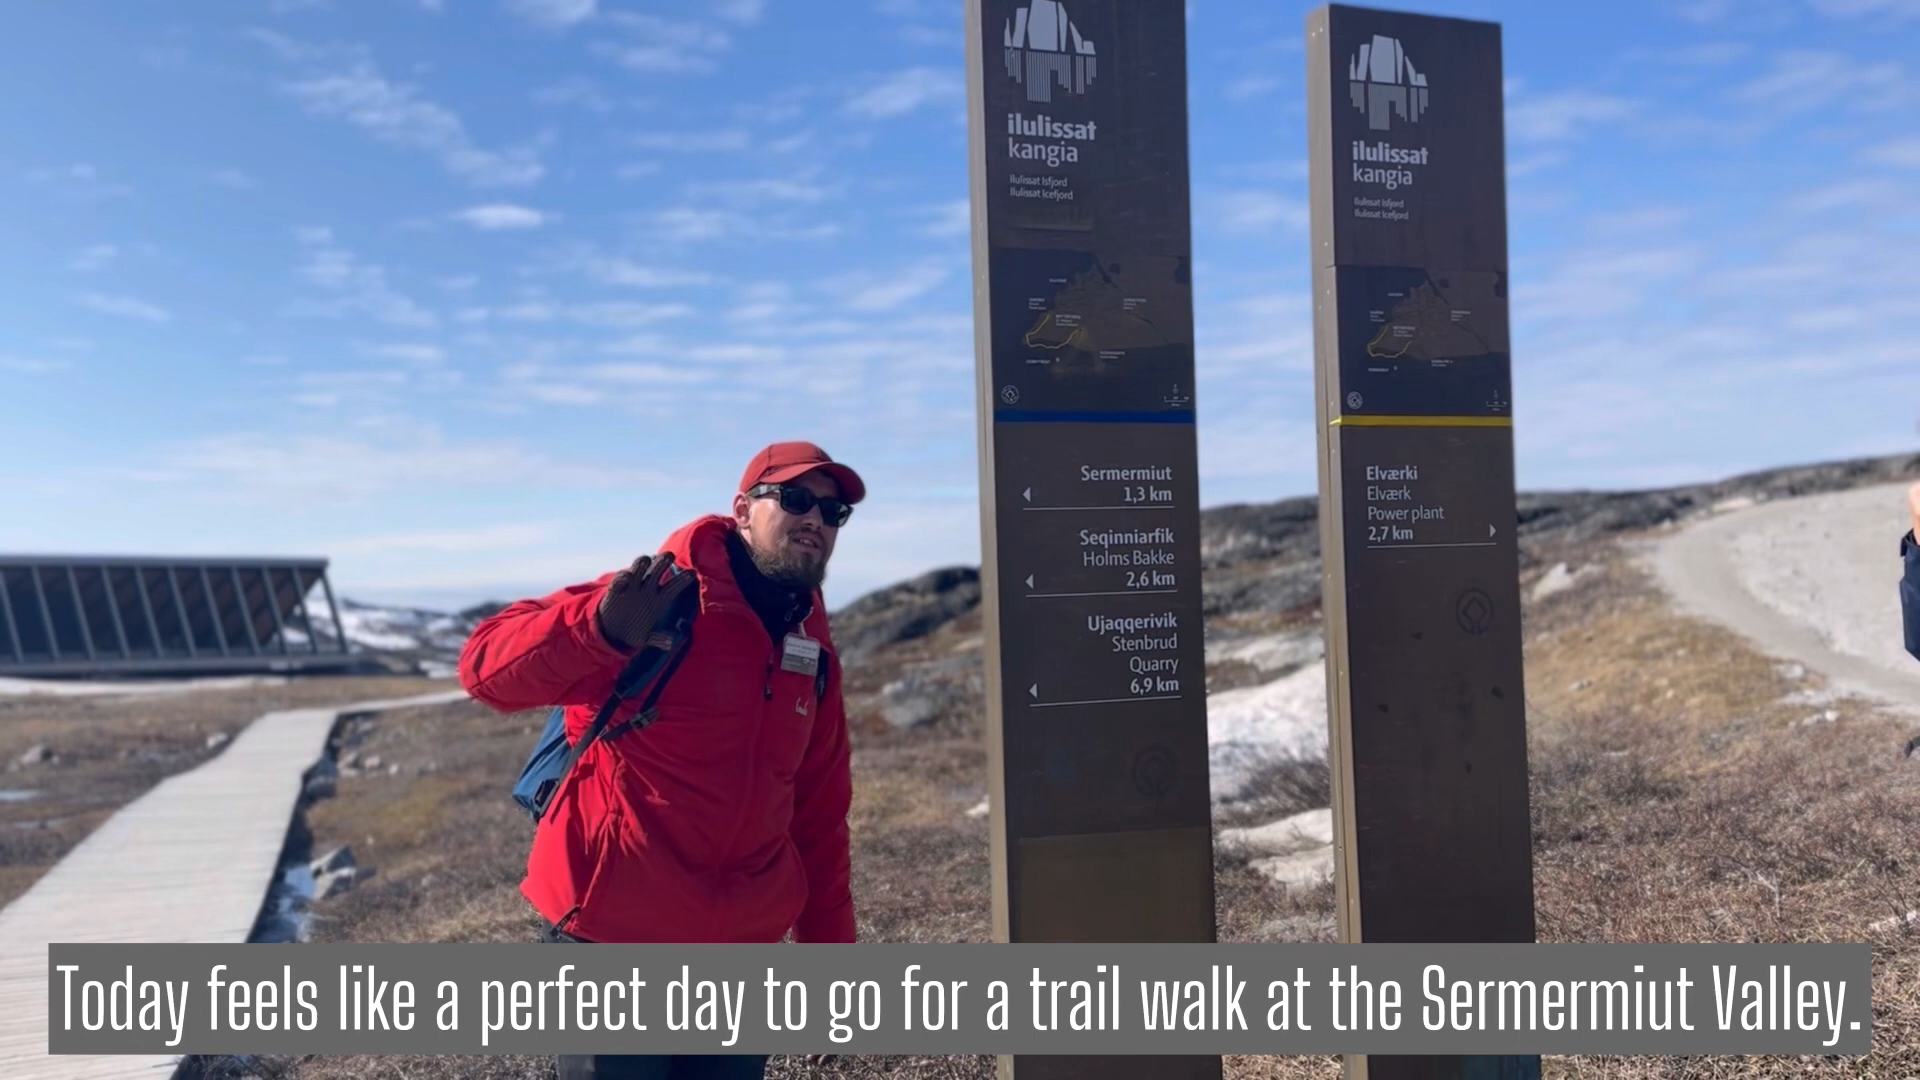 ilulissat
kangia
Ilulissat Isfjord
Ilulissat Icefjord
Sermermiut
1,3 km
Seqinniarfik
Holms Bakke
2,6 km
Ujaqqerivik
Stenbrud
Quarry
6,9 km
ilulissat
kangia
Ilulissat Isfjord
Ilulissat Icefjord
Elværki
Elværk
Power plant
2,7 km
Today feels like a perfect day to go for a trail walk at the Sermermiut Valley.